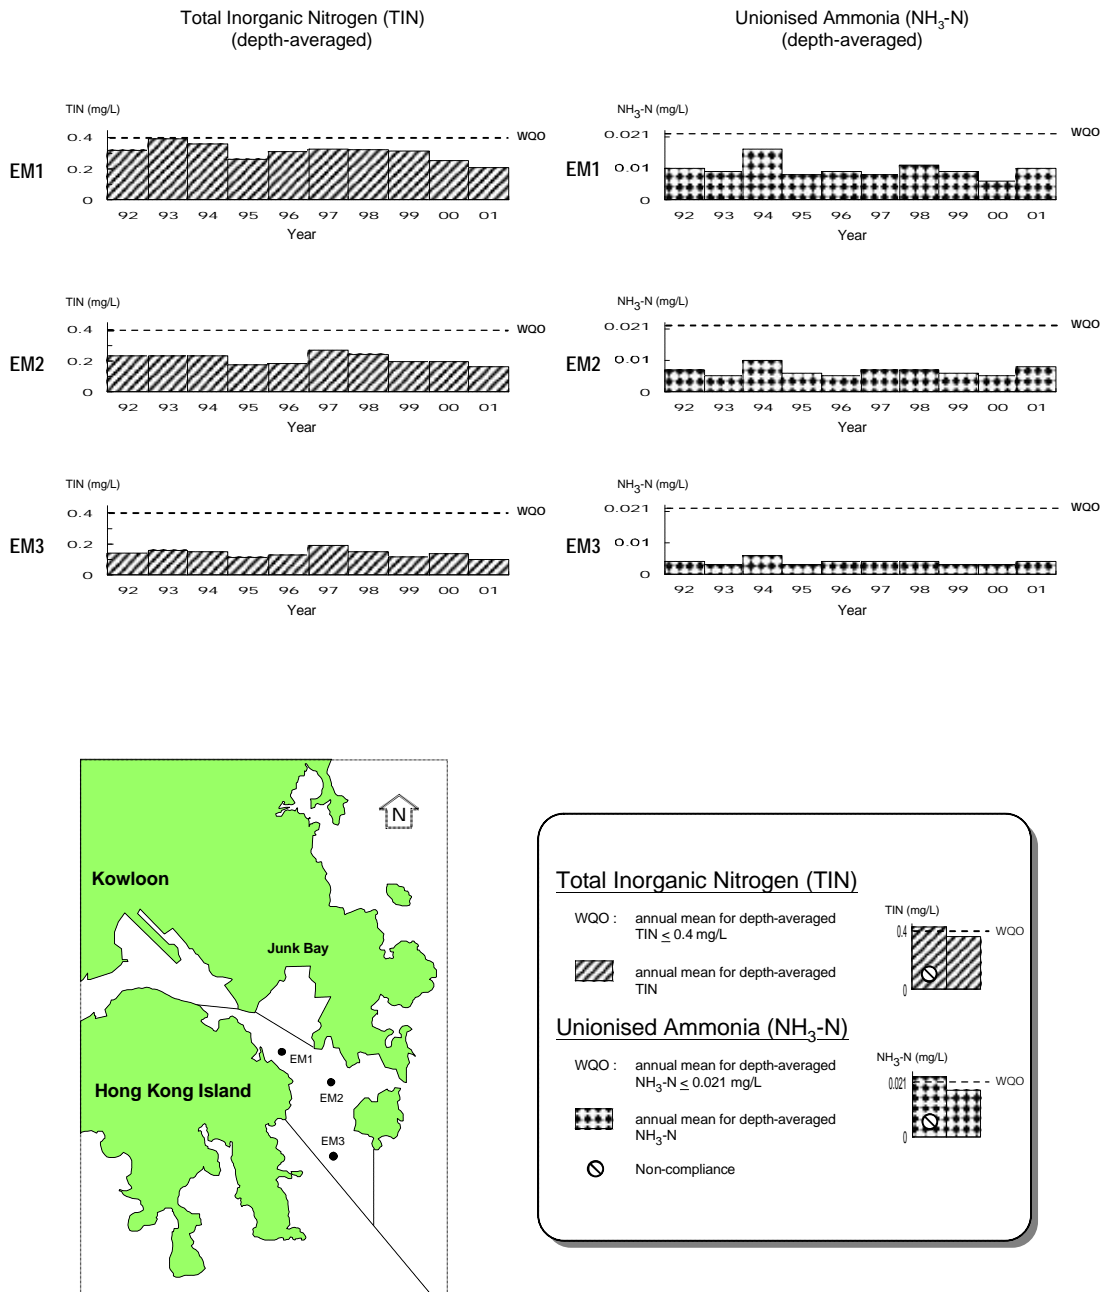 Total Inorganic Nitrogen (TIN)
(depth-averaged)
Unionised Ammonia (NH3-N)
(depth-averaged)
TIN (mg/L)
EM1
0.4
0.2
0
WQO
92 93 94 95 96 97 98 99 00 01
Year
NH3-N (mg/L)
EM1
0.021
0.01
0
WQO
92 93 94 95 96 97 98 99 00 01
Year
TIN (mg/L)
EM2
0.4
0.2
0
WQO
92 93 94 95 96 97 98 99 00 01
Year
NH3-N (mg/L)
EM2
0.021
0.01
0
WQO
92 93 94 95 96 97 98 99 00 01
Year
TIN (mg/L)
EM3
0.4
0.2
0
WQO
92 93 94 95 96 97 98 99 00 01
Year
NH3-N (mg/L)
EM3
0.021
0.01
0
WQO
92 93 94 95 96 97 98 99 00 01
Year
N
Kowloon
Junk Bay
EM1
Hong Kong Island
EM2
EM3
Total Inorganic Nitrogen (TIN)
WQO : annual mean for depth-averaged
TIN ≤ 0.4 mg/L
annual mean for depth-averaged
TIN
TIN (mg/L)
0.4
0
WQO
Unionised Ammonia (NH3-N)
WQO : annual mean for depth-averaged
NH3-N ≤ 0.021 mg/L
annual mean for depth-averaged
NH3-N
Non-compliance
NH3-N (mg/L)
0.021
0
WQO